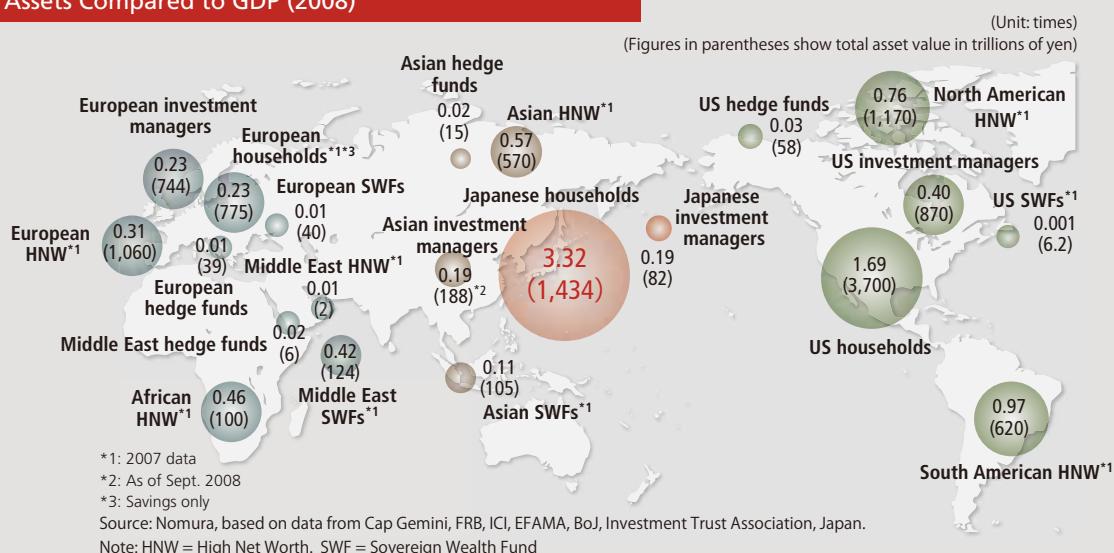 Assets Compared to GDP (2008)
(Unit: times)
(Figures in parentheses show total asset value in trillions of yen)
European investment
managers
0.23
(744)
European
households*1*3
0.23
(775)
European SWFs
0.01
(40)
European
HNW*1
0.31
(1,060)
0.01
(39)
European
hedge funds
Middle East HNW*1
0.01
(2)
Middle East hedge funds
0.02
(6)
0.42
(124)
Middle East
SWFs*1
African
HNW*1
0.46
(100)
Asian hedge
funds
0.02
(15)
Asian HNW*1
0.57
(570)
Japanese households
3.32
(1,434)
Asian investment
managers
0.19
(188)*2
Japanese
investment
managers
0.19
(82)
0.11
(105)
Asian SWFs*1
US hedge funds
0.03
(58)
0.76
(1,170)
North American
HNW*1
US investment managers
0.40
(870)
US SWFs*1
0.001
(6.2)
1.69
(3,700)
US households
0.97
(620)
South American HNW*1
*1: 2007 data
*2: As of Sept. 2008
*3: Savings only
Source: Nomura, based on data from Cap Gemini, FRB, ICI, EFAMA, BoJ, Investment Trust Association, Japan.
Note: HNW = High Net Worth.  SWF = Sovereign Wealth Fund